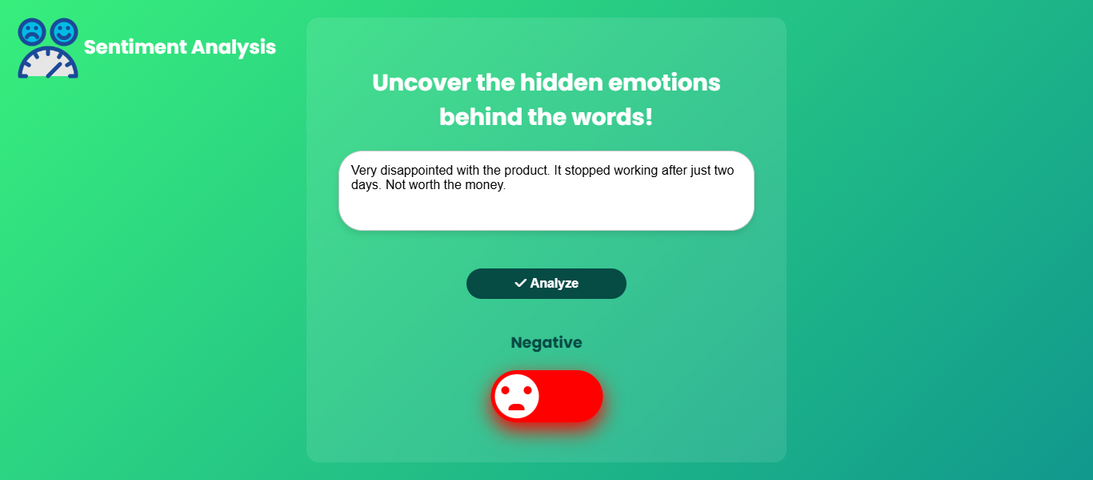 Sentiment Analysis
Uncover the hidden emotions
behind the words!
Very disappointed with the product. It stopped working after just two
days. Not worth the money.
Analyze
Negative